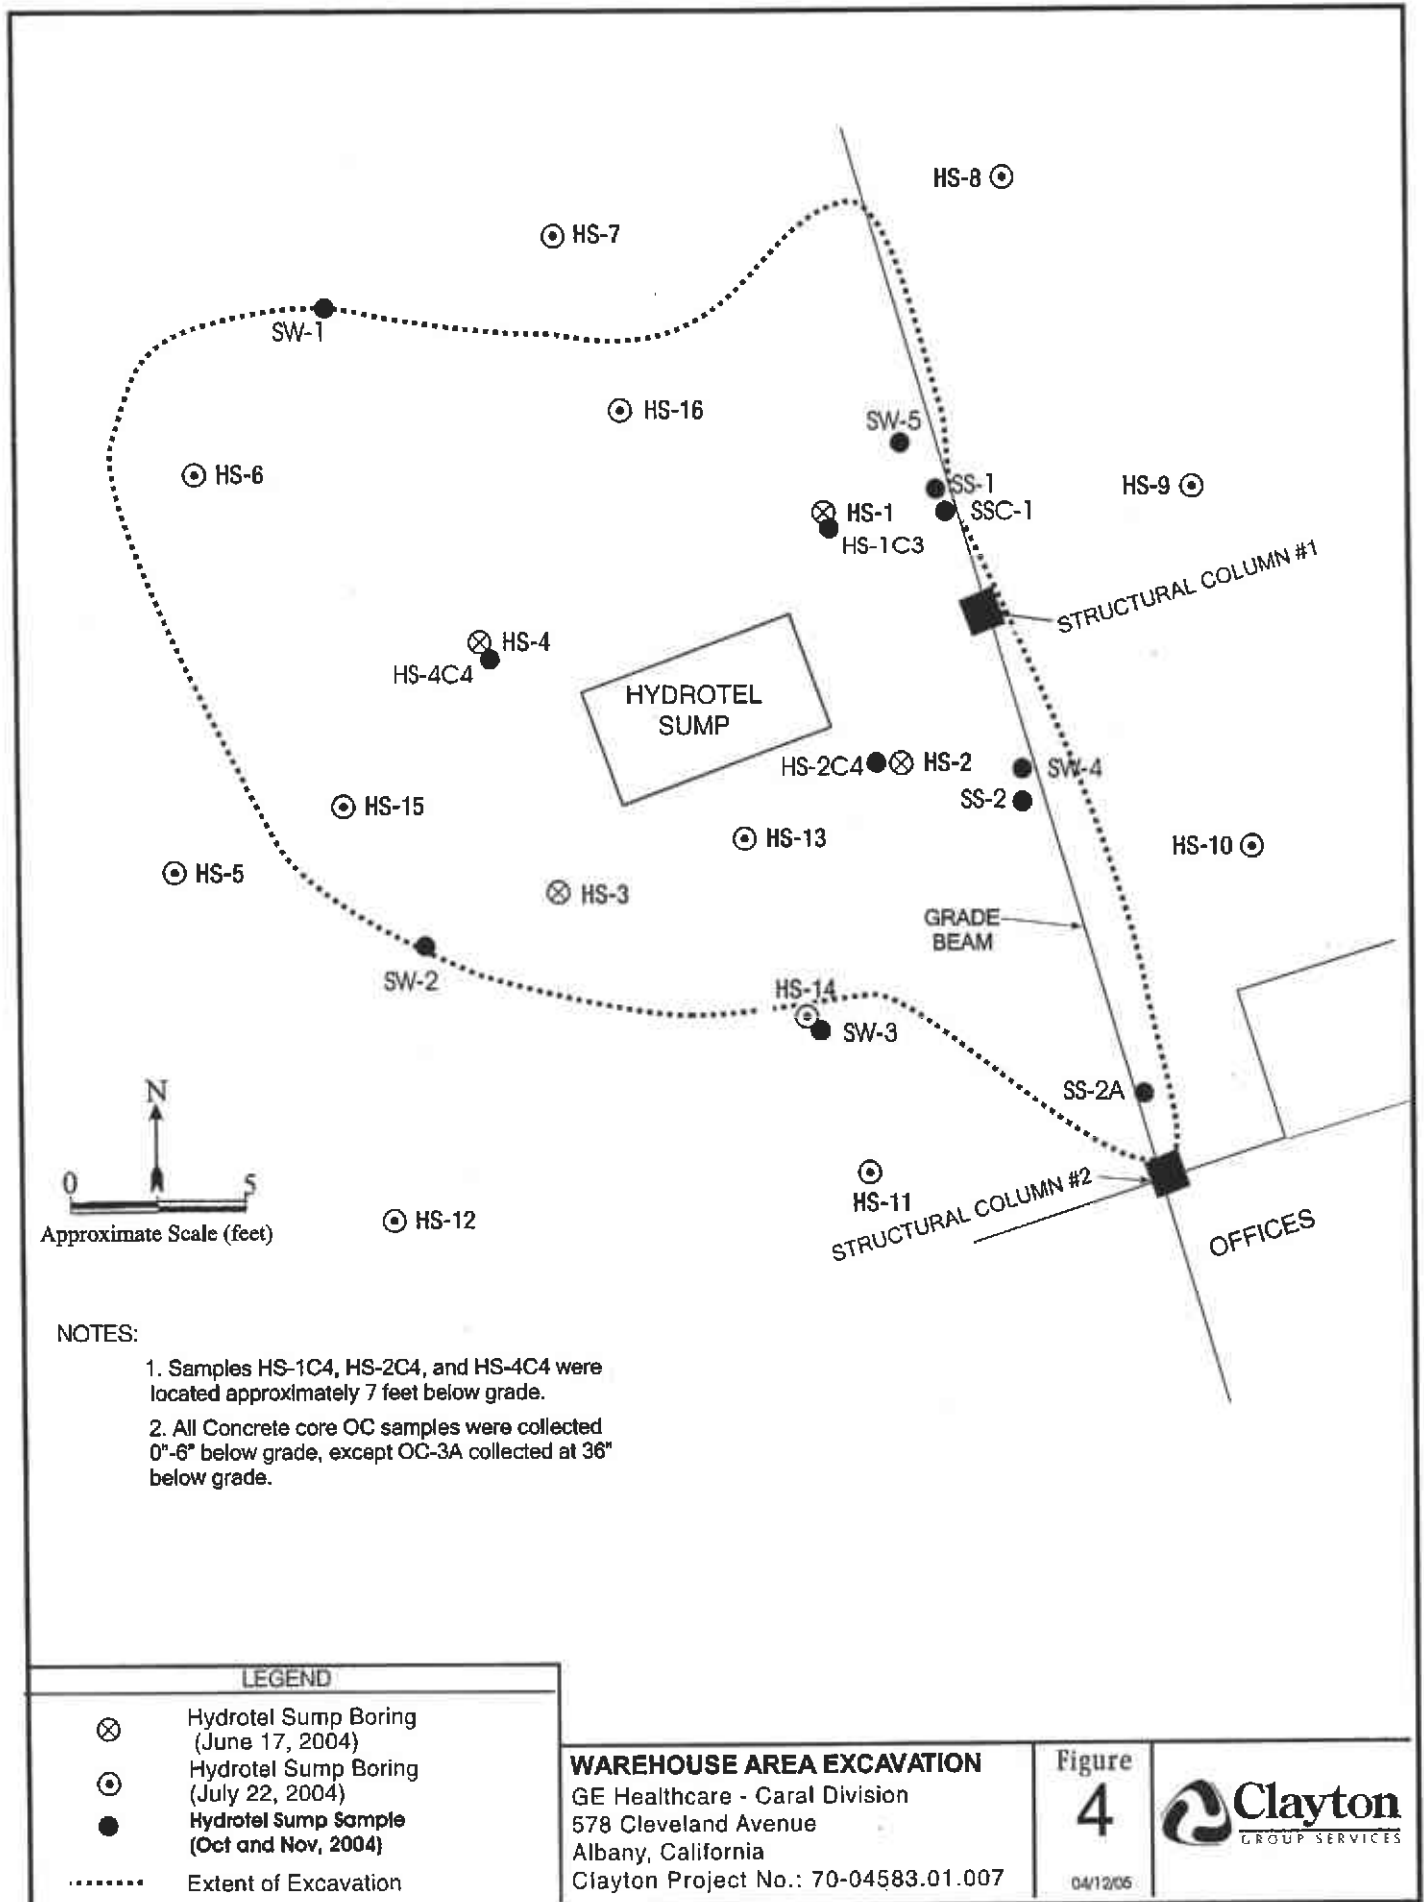 HS-8
HS-7
SW-1
HS-16
SW-5
HS-6
SS-1
HS-9
HS-1
SSC-1
HS-1C3
STRUCTURAL COLUMN #1
HS-4
HS-4C4
HYDROTEL
SUMP
HS-2C4
HS-2
SW-4
SS-2
HS-15
HS-13
HS-10
HS-5
HS-3
GRADE
BEAM
SW-2
HS-14
SW-3
SS-2A
N
0
5
Approximate Scale (feet)
HS-12
HS-11
STRUCTURAL COLUMN #2
OFFICES
NOTES:
1. Samples HS-1C4, HS-2C4, and HS-4C4 were
located approximately 7 feet below grade.
2. All Concrete core OC samples were collected
0"-6" below grade, except OC-3A collected at 36"
below grade.
LEGEND
Hydrotel Sump Boring
(June 17, 2004)
Hydrotel Sump Boring
(July 22, 2004)
Hydrotel Sump Sample
(Oct and Nov, 2004)
Extent of Excavation
WAREHOUSE AREA EXCAVATION
GE Healthcare - Caral Division
578 Cleveland Avenue
Albany, California
Clayton Project No.: 70-04583.01.007
Figure
4
04/12/05
Clayton
GROUP SERVICES